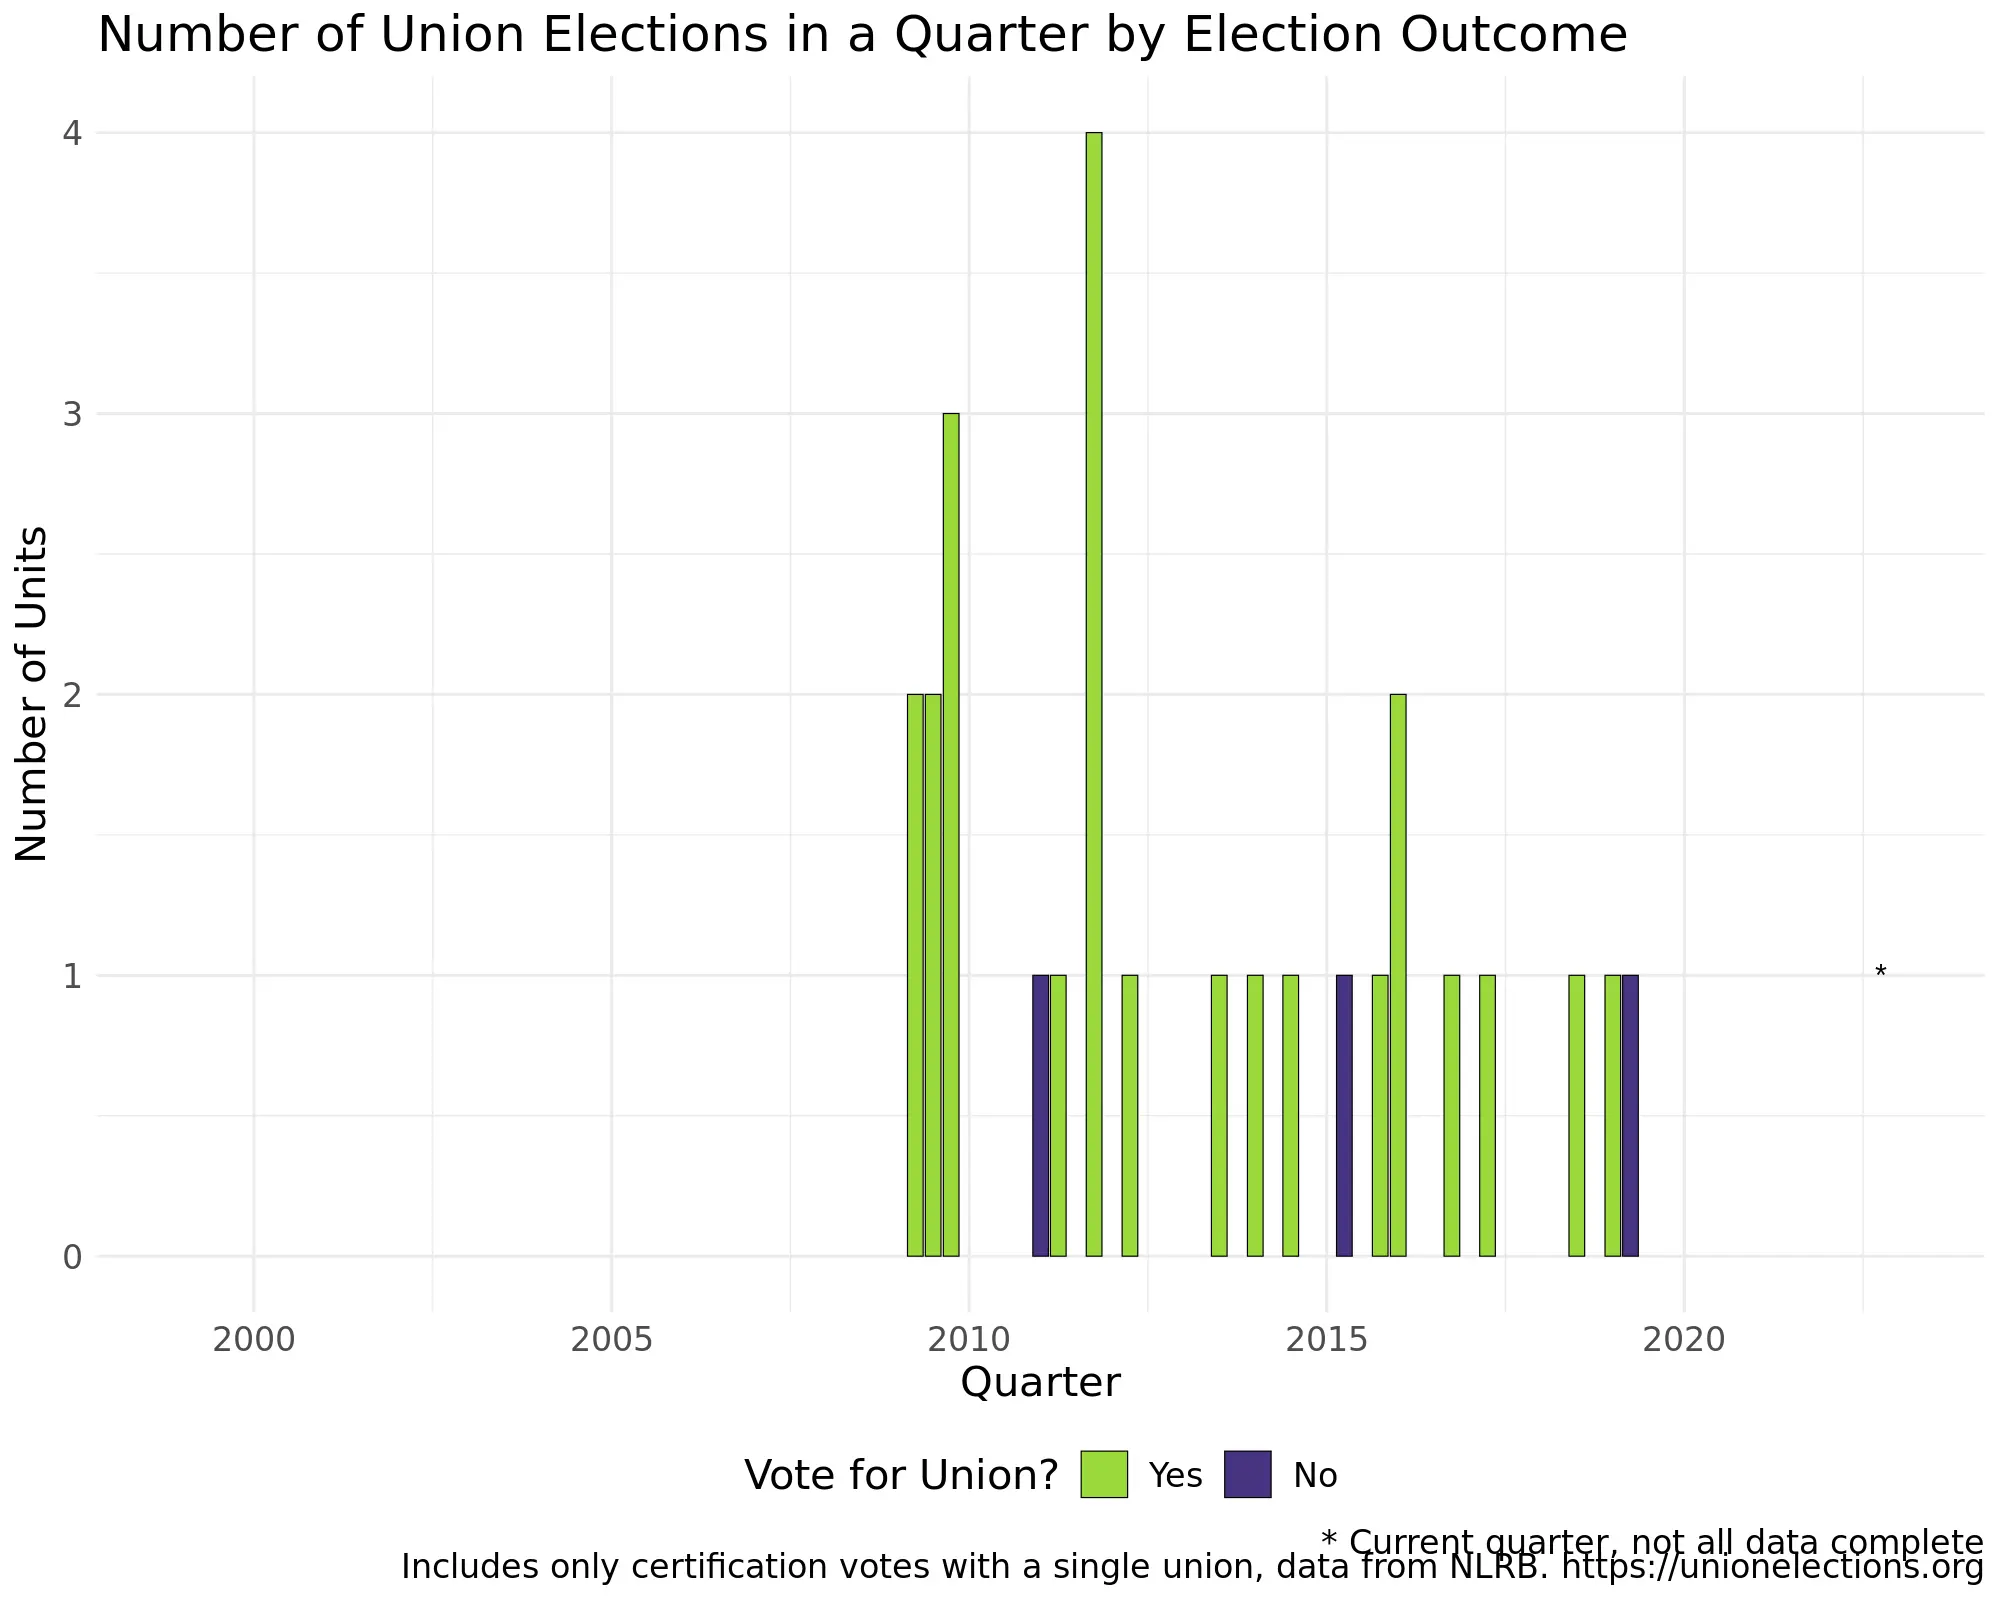 Number of Union Elections in a Quarter by Election Outcome
Number of Units
4
3
2
1
0
*
2000 2005 2010 2015 2020
Quarter
Vote for Union? Yes No
* Current quarter, not all data complete
Includes only certification votes with a single union, data from NLRB. https://unionelections.org